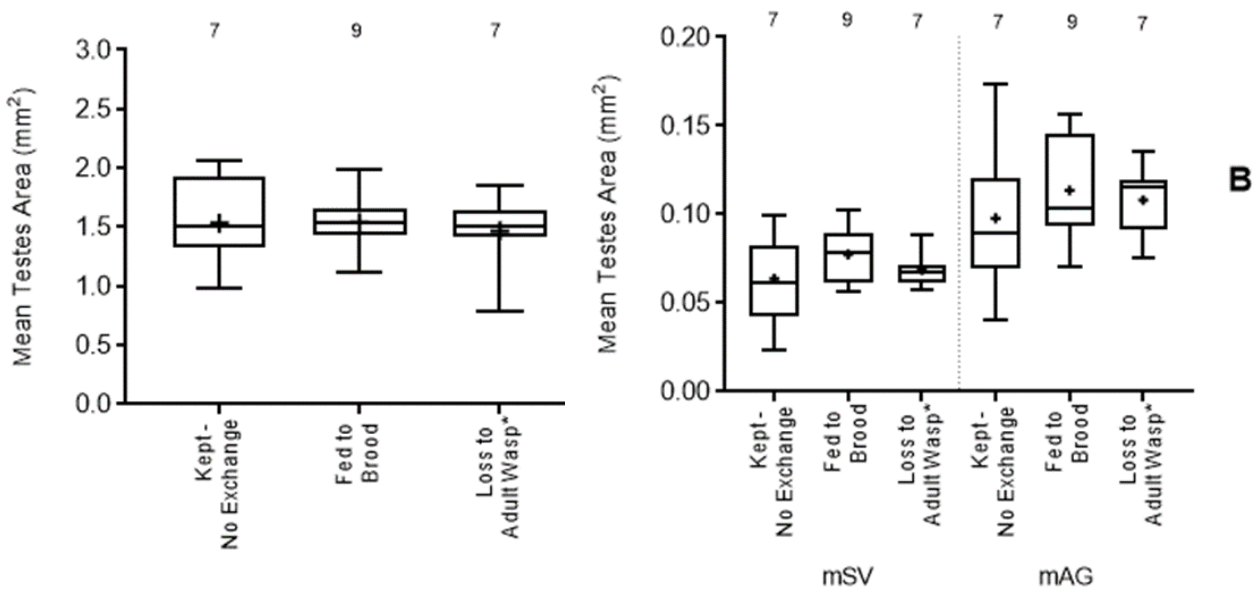 7 9 7
Mean Testes Area (mm²)
3.0
2.5
2.0
1.5
1.0
0.5
0.0
Kept -
No Exchange
Fed to
Brood
Loss to
Adult Wasp*
7 9 7 7 9 7
Mean Testes Area (mm²)
0.20
0.15
0.10
0.05
0.00
Kept -
No Exchange
Fed to
Brood
Loss to
Adult Wasp*
Kept -
No Exchange
Fed to
Brood
Loss to
Adult Wasp*
mSV mAG
B